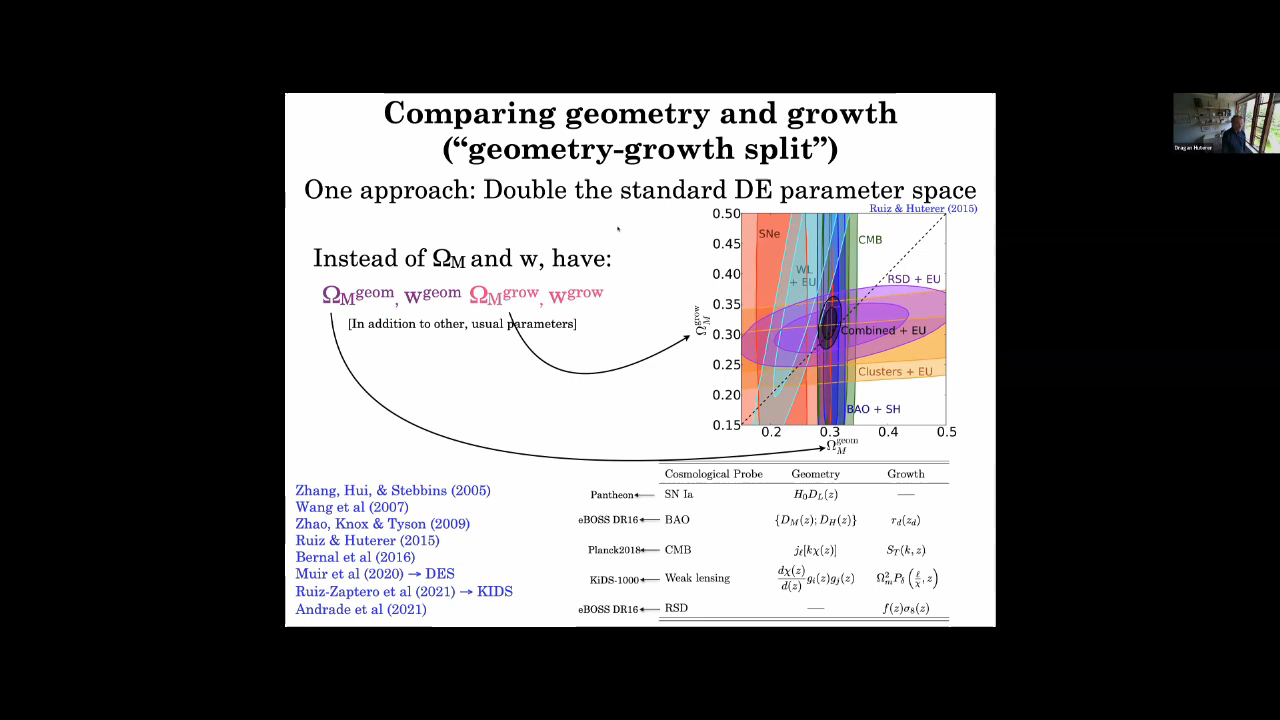 Comparing geometry and growth
(“geometry-growth split”)
One approach: Double the standard DE parameter space
Ruiz & Huterer (2015)
Instead of ΩM and w, have:
ΩM^geom, w^geom ΩM^grow, w^grow
[In addition to other, usual parameters]
0.50
0.45
0.40
0.35
0.30
0.25
0.20
0.15
Ω_M^grow
SNe
CMB
WL
+ EU
RSD + EU
Combined + EU
Clusters + EU
BAO + SH
0.2 0.3 0.4 0.5
Ω_M^geom
Zhang, Hui, & Stebbins (2005)
Wang et al (2007)
Zhao, Knox & Tyson (2009)
Ruiz & Huterer (2015)
Bernal et al (2016)
Muir et al (2020) → DES
Ruiz-Zaptero et al (2021) → KIDS
Andrade et al (2021)
Cosmological Probe Geometry Growth
Pantheon← SN Ia H₀D_L(z) —
eBOSS DR16← BAO {D_M(z); D_H(z)} r_d(z_d)
Planck2018← CMB j_ℓ[kχ(z)] S_T(k, z)
KiDS-1000← Weak lensing dχ(z)/d(z) g_i(z)g_j(z) Ω_m^2 P_δ(ℓ/χ, z)
eBOSS DR16← RSD — f(z)σ₈(z)
Dragan Huterer